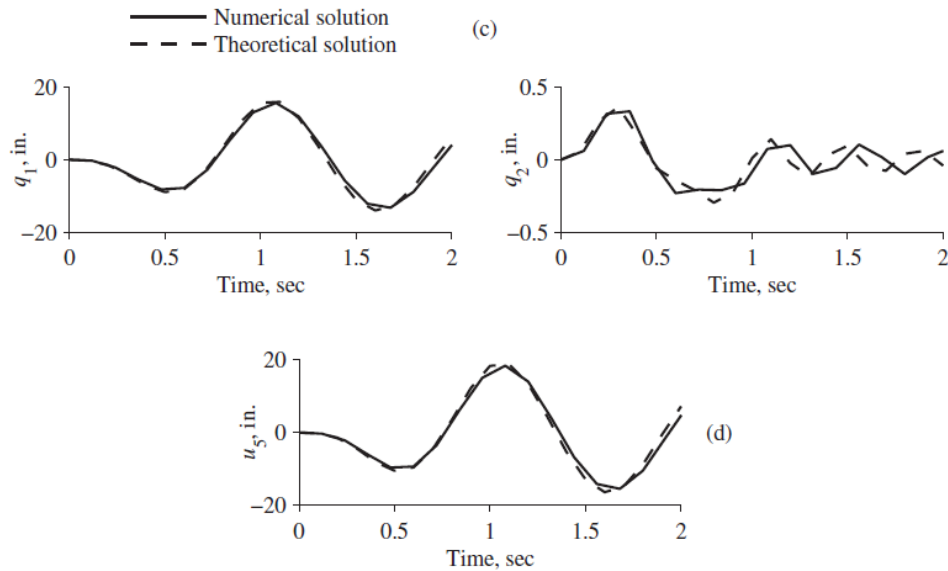 Numerical solution
Theoretical solution
(c)
20
0
−20
q1, in.
0 0.5 1 1.5 2
Time, sec
0.5
0
−0.5
q2, in.
0 0.5 1 1.5 2
Time, sec
20
0
−20
u5, in.
(d)
0 0.5 1 1.5 2
Time, sec